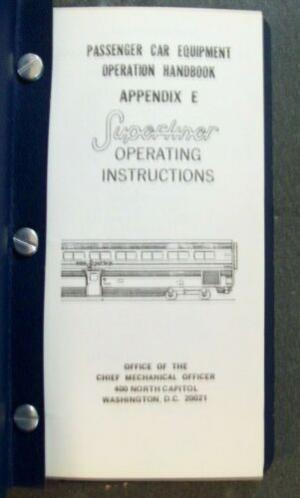 PASSENGER CAR EQUIPMENT
OPERATION HANDBOOK
APPENDIX E
Superliner
OPERATING
INSTRUCTIONS
OFFICE OF THE
CHIEF MECHANICAL OFFICER
400 NORTH CAPITOL
WASHINGTON, D.C. 20021